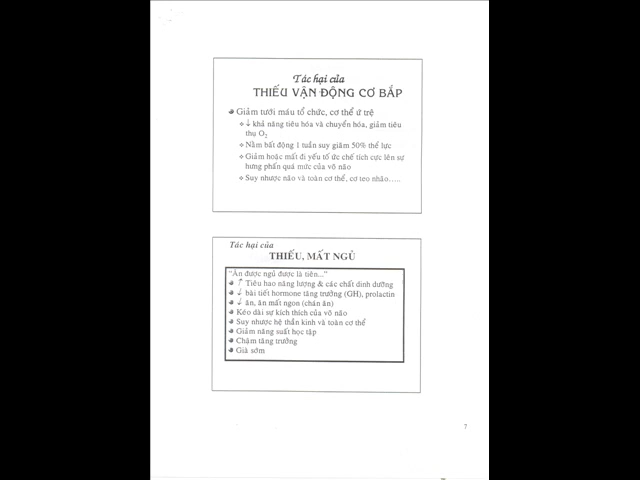 Tác hại của
THIẾU VẬN ĐỘNG CƠ BẮP
Giảm tưới máu tổ chức, cơ thể ứ trệ
↓ khả năng tiêu hóa và chuyển hóa, giảm tiêu
thụ O2
Nằm bất động 1 tuần suy giảm 50% thể lực
Giảm hoặc mất đi yếu tố ức chế tích cực lên sự
hưng phấn quá mức của võ não
Suy nhược não và toàn cơ thể, cơ teo nhão.....
Tác hại của
THIẾU, MẤT NGỦ
"Ăn được ngủ được là tiên..."
↑ Tiêu hao năng lượng & các chất dinh dưỡng
↓ bài tiết hormone tăng trưởng (GH), prolactin
↓ ăn, ăn mất ngon (chán ăn)
Kéo dài sự kích thích của võ não
Suy nhược hệ thần kinh và toàn cơ thể
Giảm năng suất học tập
Chậm tăng trưởng
Già sớm
7